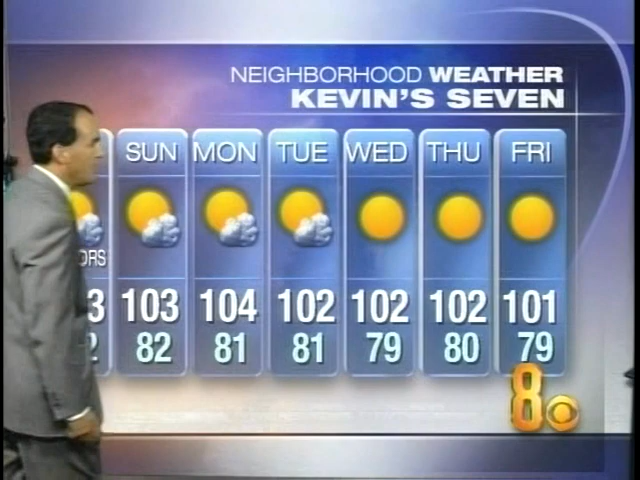 NEIGHBORHOOD WEATHER
KEVIN'S SEVEN
SUN MON TUE WED THU FRI
103 104 102 102 102 101
82 81 81 79 80 79
8